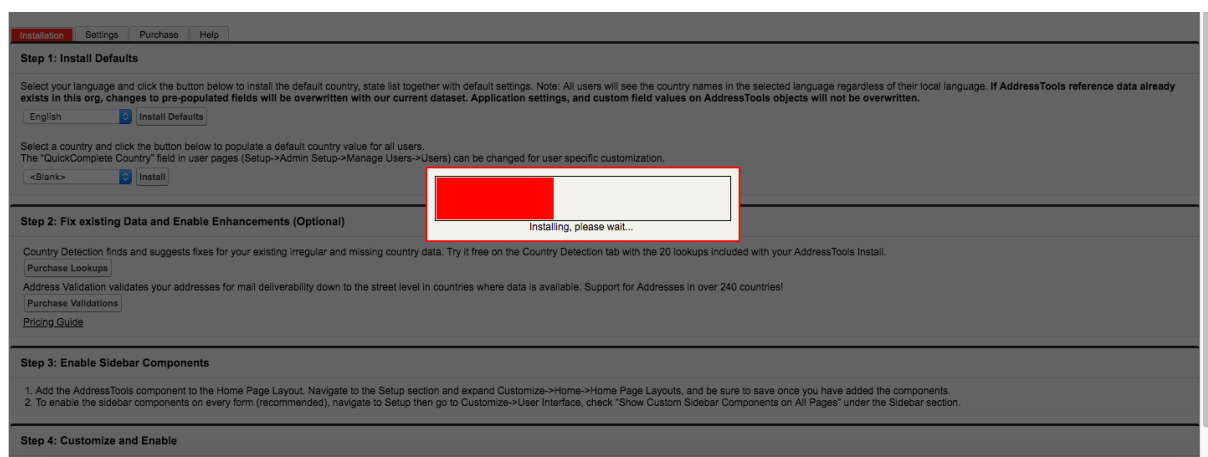 Installation Settings Purchase Help
Step 1: Install Defaults
Select your language and click the button below to install the default country, state list together with default settings. Note: All users will see the country names in the selected language regardless of their local language. If AddressTools reference data already
exists in this org, changes to pre-populated fields will be overwritten with our current dataset. Application settings, and custom field values on AddressTools objects will not be overwritten.
English Install Defaults
Select a country and click the button below to populate a default country value for all users.
The "QuickComplete Country" field in user pages (Setup->Admin Setup->Manage Users->Users) can be changed for user specific customization.
<Blank> Install
Installing, please wait...
Step 2: Fix existing Data and Enable Enhancements (Optional)
Country Detection finds and suggests fixes for your existing irregular and missing country data. Try it free on the Country Detection tab with the 20 lookups included with your AddressTools Install.
Purchase Lookups
Address Validation validates your addresses for mail deliverability down to the street level in countries where data is available. Support for Addresses in over 240 countries!
Purchase Validations
Pricing Guide
Step 3: Enable Sidebar Components
1. Add the AddressTools component to the Home Page Layout. Navigate to the Setup section and expand Customize->Home->Home Page Layouts, and be sure to save once you have added the components.
2. To enable the sidebar components on every form (recommended), navigate to Setup then go to Customize->User Interface, check "Show Custom Sidebar Components on All Pages" under the Sidebar section.
Step 4: Customize and Enable